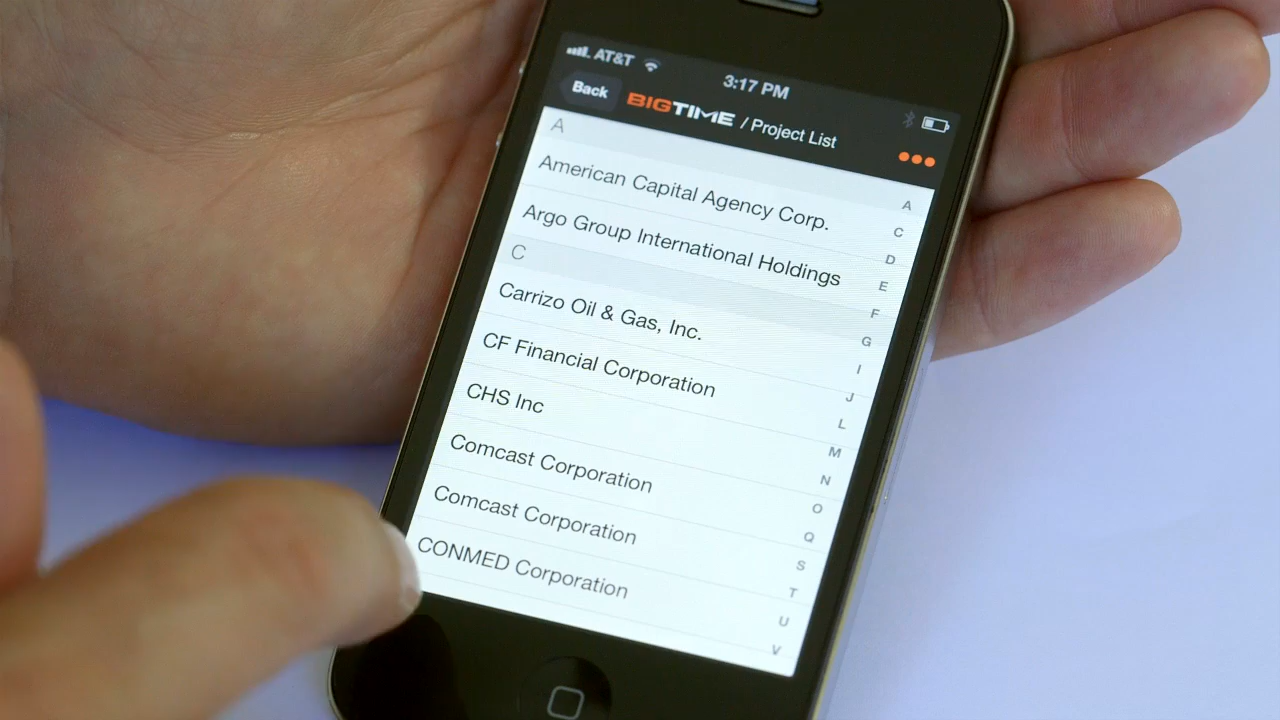 AT&T 3:17 PM
Back BIGTIME / Project List
A
American Capital Agency Corp.
Argo Group International Holdings
C
Carrizo Oil & Gas, Inc.
CF Financial Corporation
CHS Inc
Comcast Corporation
Comcast Corporation
CONMED Corporation
A
C
D
E
F
G
I
J
L
M
N
O
Q
S
T
U
V